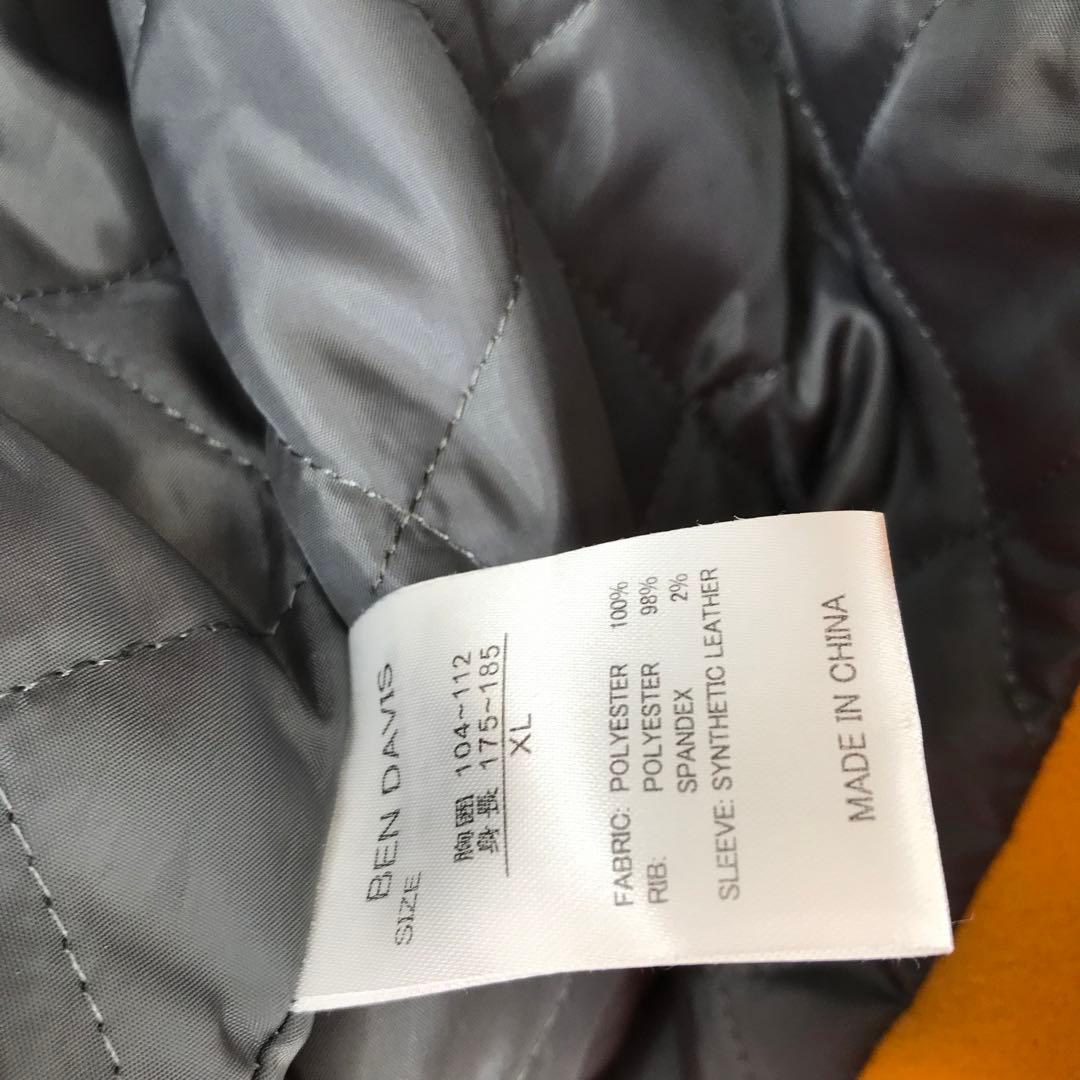 BEN DAVIS
SIZE
胸囲 104~112
身長 175~185
XL
FABRIC: POLYESTER 100%
RIB: POLYESTER 98%
SPANDEX 2%
SLEEVE: SYNTHETIC LEATHER
MADE IN CHINA